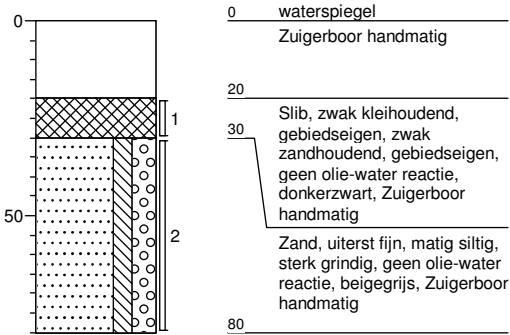 0
50
1
2
0 waterspiegel
Zuigerboor handmatig
20
Slib, zwak kleihoudend,
gebiedseigen, zwak
30
zandhoudend, gebiedseigen,
geen olie-water reactie,
donkerzwart, Zuigerboor
handmatig
Zand, uiterst fijn, matig siltig,
sterk grindig, geen olie-water
reactie, beigegrijs, Zuigerboor
handmatig
80